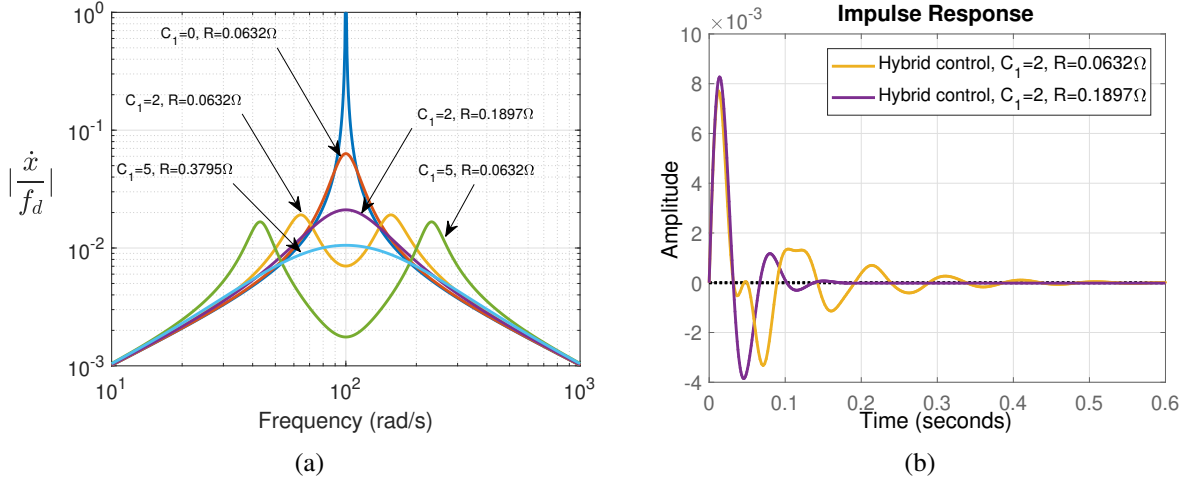 10^0
10^-1
10^-2
10^-3
10^1
10^2
10^3
C_1=0, R=0.0632Ω
C_1=2, R=0.0632Ω
C_1=2, R=0.1897Ω
C_1=5, R=0.3795Ω
C_1=5, R=0.0632Ω
|ẋ/f_d|
Frequency (rad/s)
(a)
Impulse Response
×10^-3
10
8
6
4
2
0
-2
-4
Amplitude
Hybrid control, C_1=2, R=0.0632Ω
Hybrid control, C_1=2, R=0.1897Ω
0 0.1 0.2 0.3 0.4 0.5 0.6
Time (seconds)
(b)